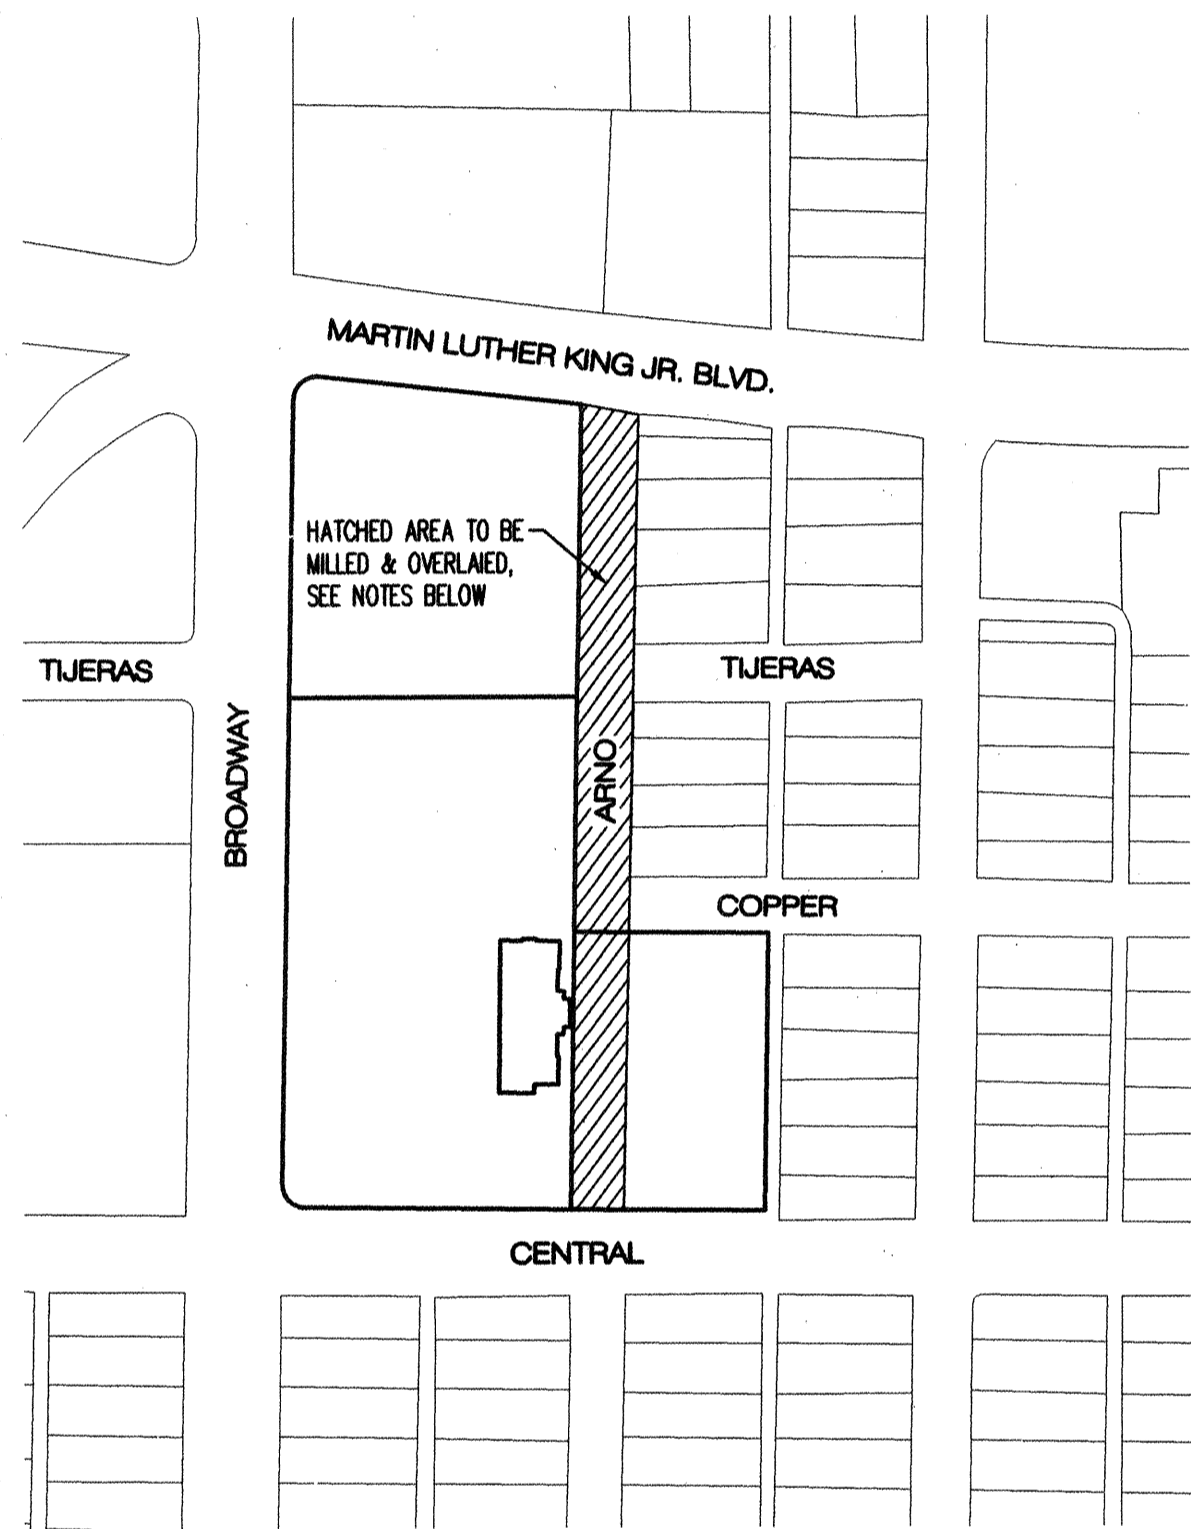 MARTIN LUTHER KING JR. BLVD.
HATCHED AREA TO BE
MILLED & OVERLAIED,
SEE NOTES BELOW
TIJERAS
TIJERAS
BROADWAY
ARNO
COPPER
CENTRAL